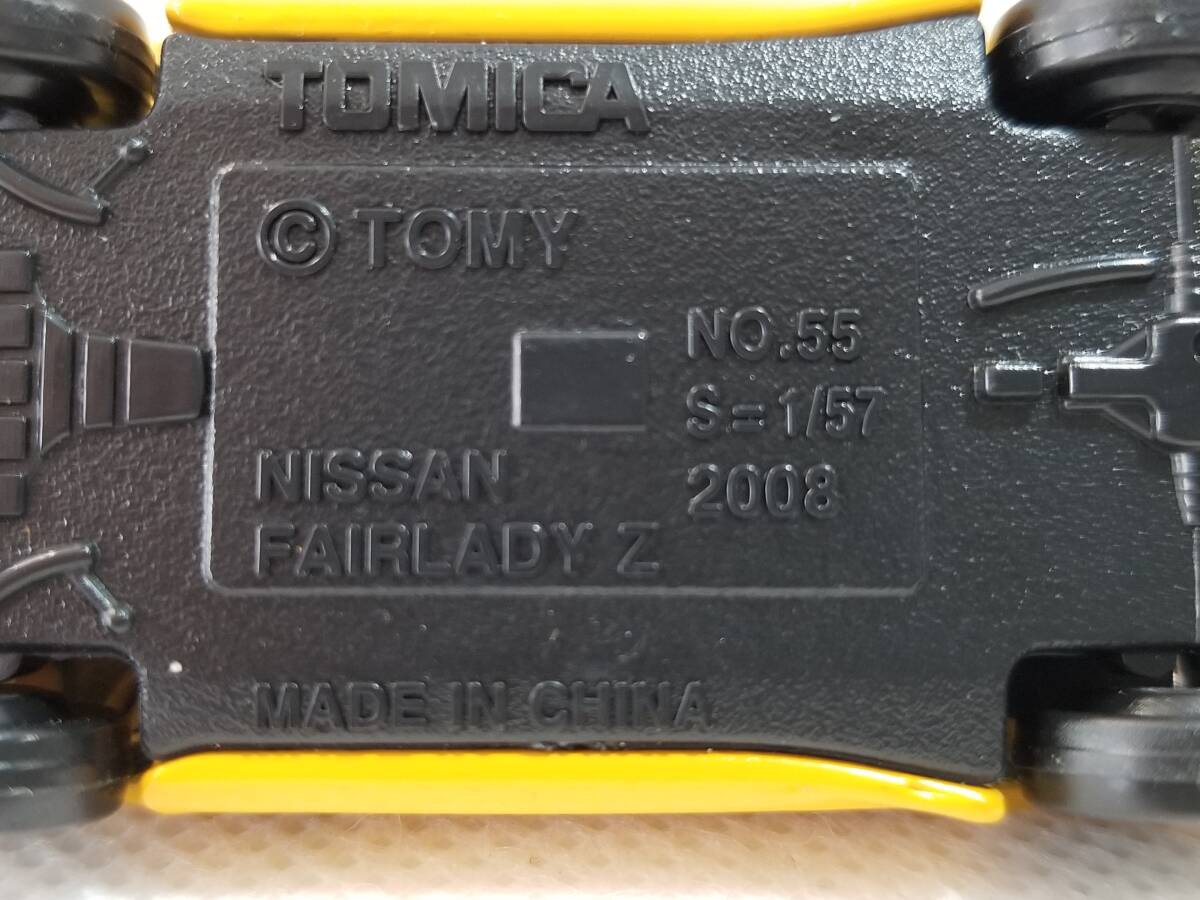 TOMICA
© TOMY
NO.55
S=1/57
2008
NISSAN
FAIRLADY Z
MADE IN CHINA